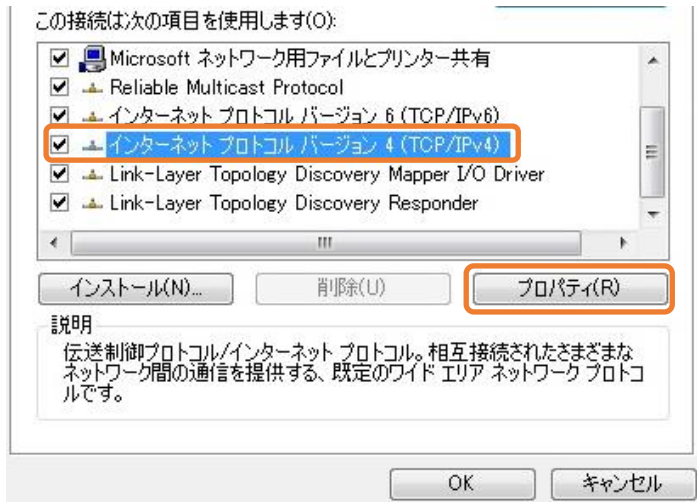 この接続は次の項目を使用します(O):
Microsoft ネットワーク用ファイルとプリンター共有
Reliable Multicast Protocol
インターネット プロトコル バージョン 6 (TCP/IPv6)
インターネット プロトコル バージョン 4 (TCP/IPv4)
Link-Layer Topology Discovery Mapper I/O Driver
Link-Layer Topology Discovery Responder
インストール(N)... 削除(U) プロパティ(R)
説明
伝送制御プロトコル/インターネット プロトコル。相互接続されたさまざまな
ネットワーク間の通信を提供する、既定のワイド エリア ネットワーク プロトコ
ルです。
OK キャンセル